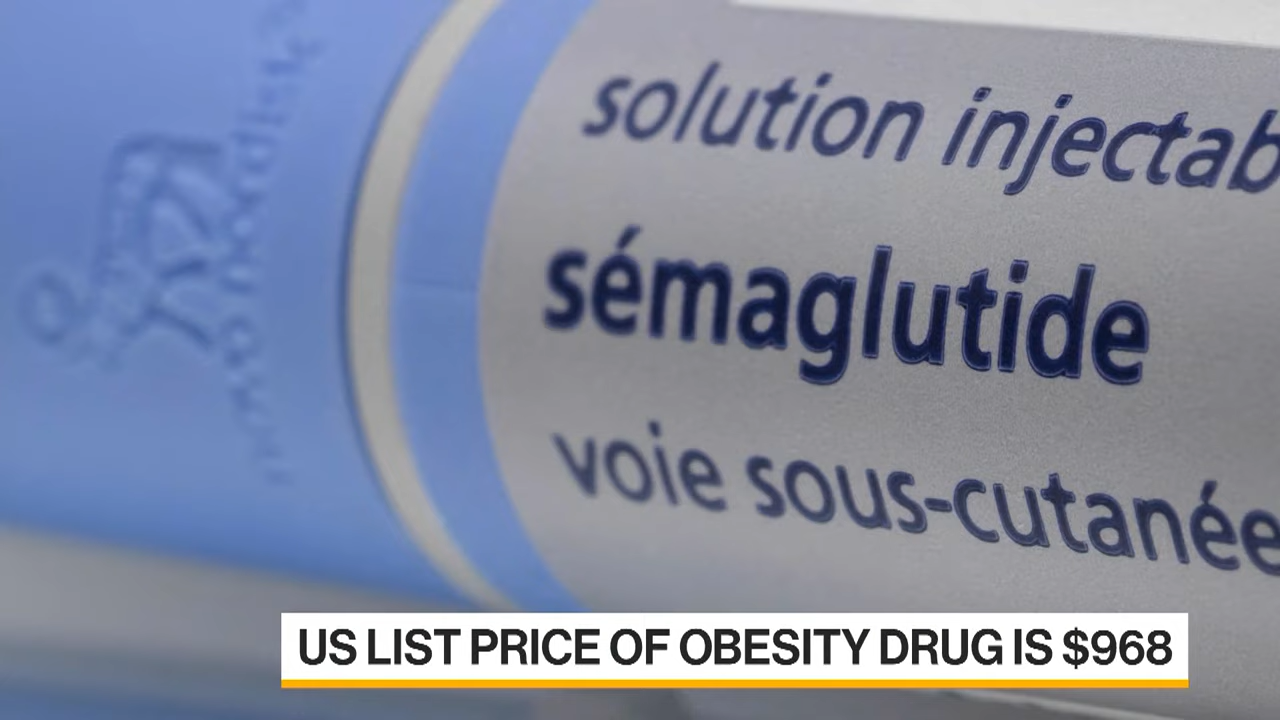 solution injectab
sémaglutide
voie sous-cutanée
US LIST PRICE OF OBESITY DRUG IS $968